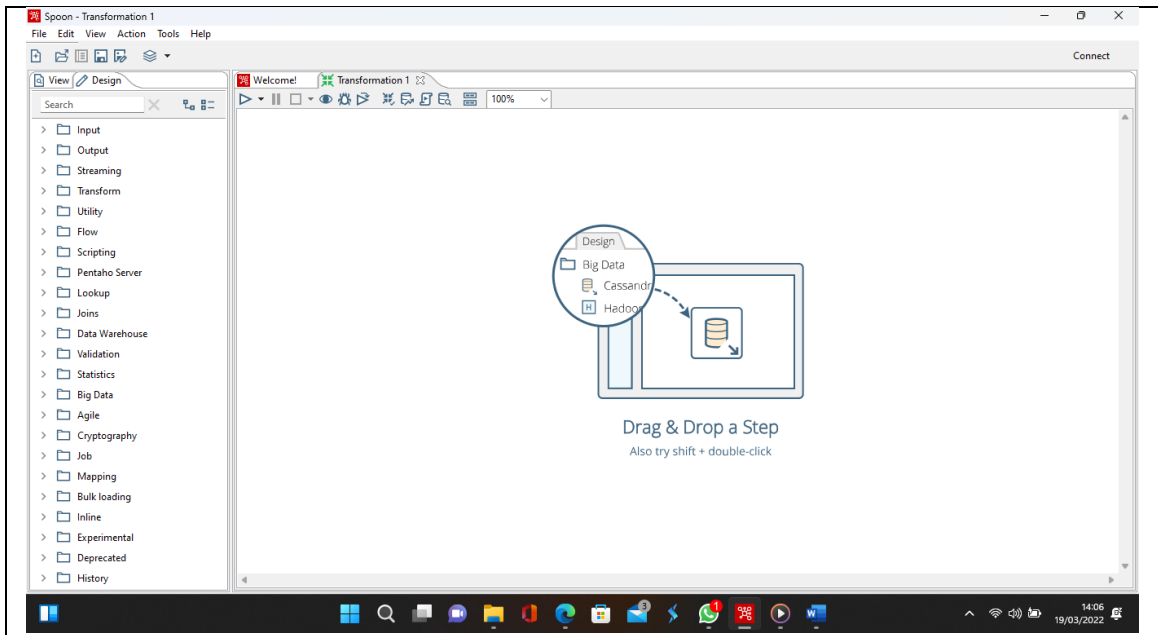 Spoon - Transformation 1
File Edit View Action Tools Help
Connect
View Design
Welcome! Transformation 1
Search
100%
Input
Output
Streaming
Transform
Utility
Flow
Scripting
Pentaho Server
Lookup
Joins
Data Warehouse
Validation
Statistics
Big Data
Agile
Cryptography
Job
Mapping
Bulk loading
Inline
Experimental
Deprecated
History
Design
Big Data
Cassandr
H Hadoop
Drag & Drop a Step
Also try shift + double-click
3
1
W
14:06
19/03/2022